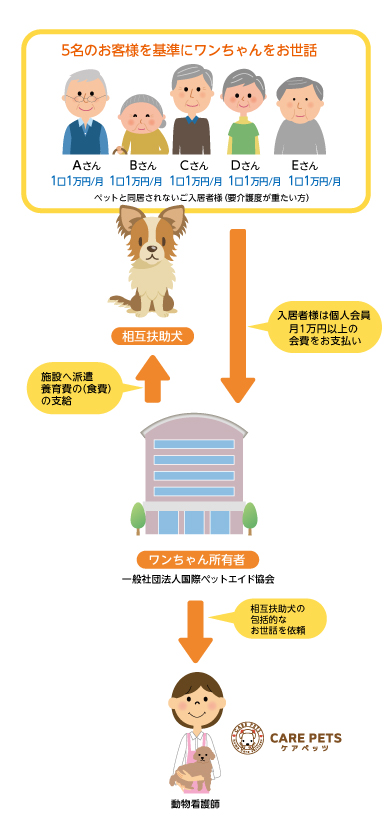 5名のお客様を基準にワンちゃんをお世話
Aさん Bさん Cさん Dさん Eさん
1口1万円/月 1口1万円/月 1口1万円/月 1口1万円/月 1口1万円/月
ペットと同居されないご入居者様(要介護度が重たい方)
相互扶助犬
入居者様は個人会員
月1万円以上の
会費をお支払い
施設へ派遣
養育費の(食費)
の支給
ワンちゃん所有者
一般社団法人国際ペットエイド協会
相互扶助犬の
包括的な
お世話を依頼
CARE PETS
ケアペッツ
動物看護師